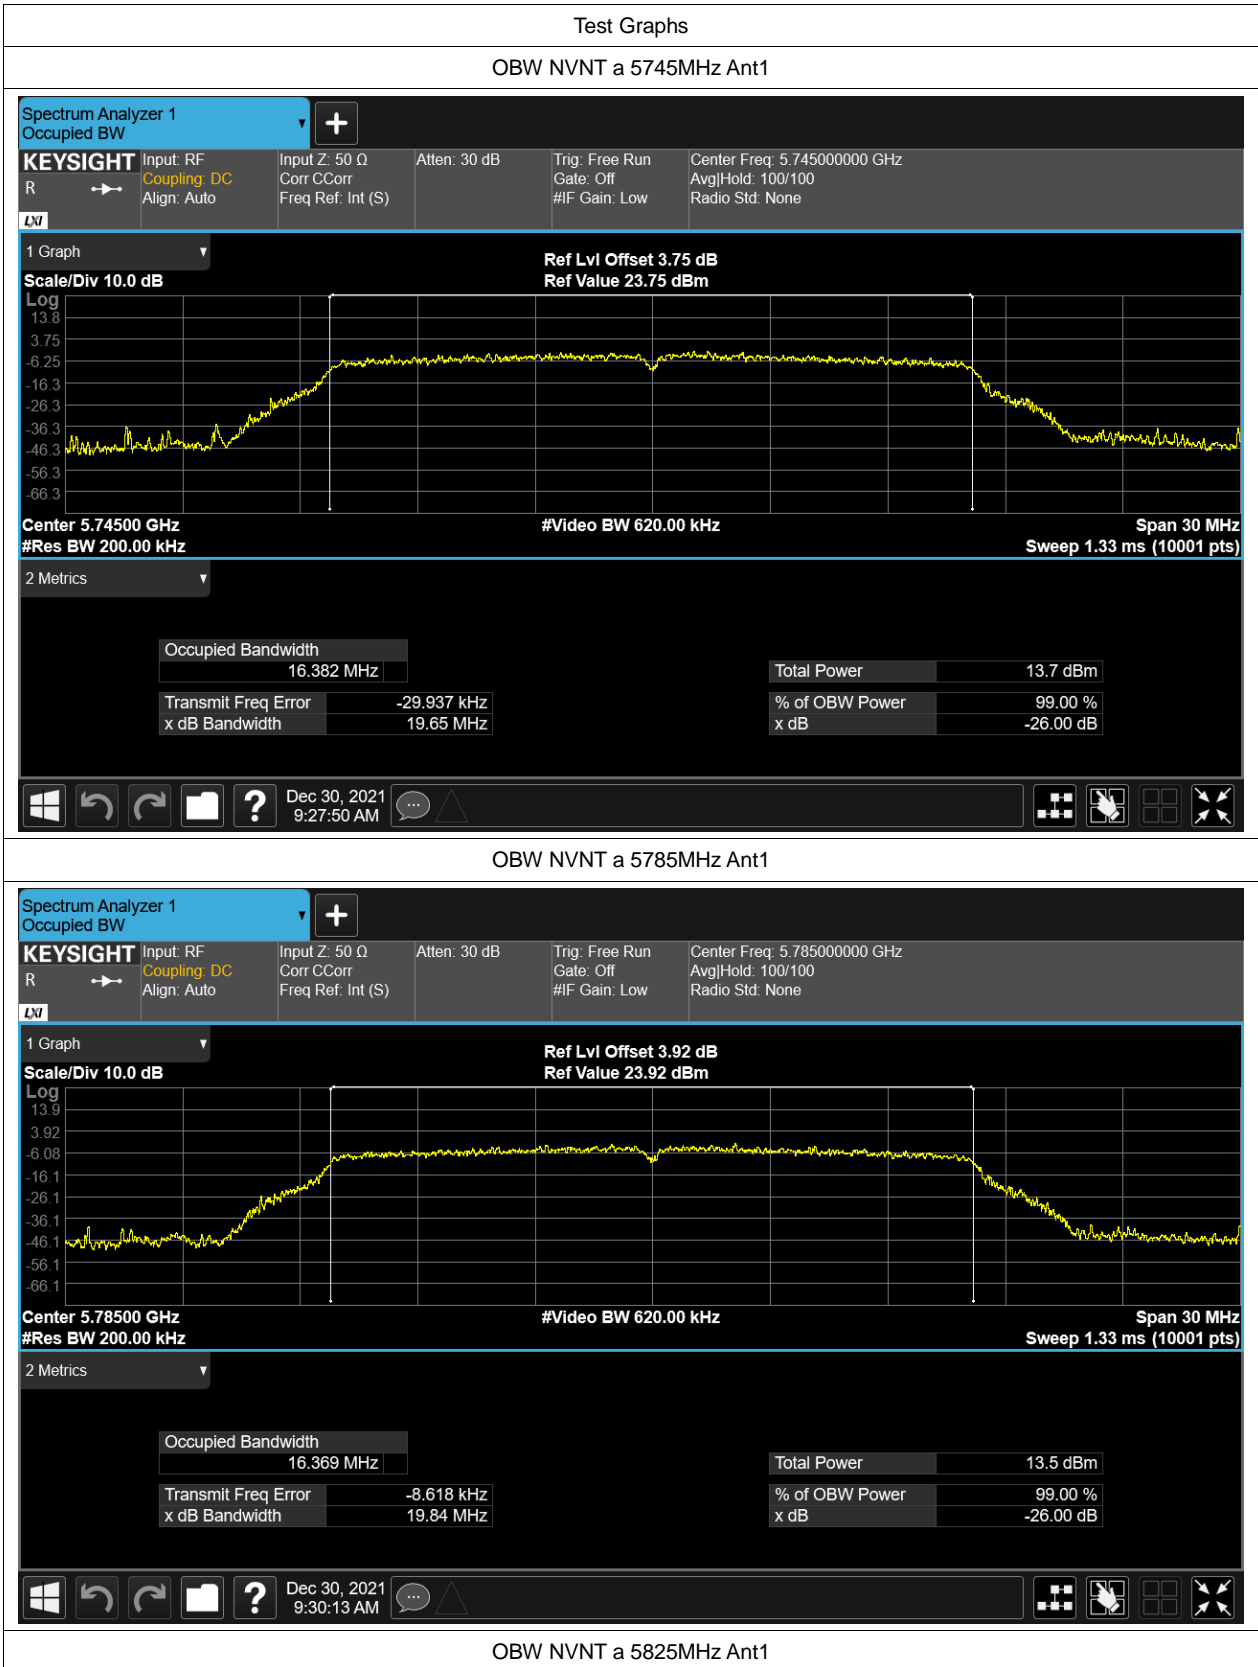 Test Graphs
OBW NVNT a 5745MHz Ant1
Spectrum Analyzer 1
Occupied BW
KEYSIGHT Input: RF Input Z: 50 Ω Atten: 30 dB Trig: Free Run Center Freq: 5.745000000 GHz
R Coupling: DC Corr CCorr Gate: Off Avg|Hold: 100/100
Align: Auto Freq Ref: Int (S) #IF Gain: Low Radio Std: None
LXI
1 Graph
Ref Lvl Offset 3.75 dB
Scale/Div 10.0 dB Ref Value 23.75 dBm
Log
13.8
3.75
-6.25
-16.3
-26.3
-36.3
-46.3
-56.3
-66.3
Center 5.74500 GHz #Video BW 620.00 kHz Span 30 MHz
#Res BW 200.00 kHz Sweep 1.33 ms (10001 pts)
2 Metrics
Occupied Bandwidth
16.382 MHz Total Power 13.7 dBm
Transmit Freq Error -29.937 kHz % of OBW Power 99.00 %
x dB Bandwidth 19.65 MHz x dB -26.00 dB
Dec 30, 2021
9:27:50 AM
OBW NVNT a 5785MHz Ant1
Spectrum Analyzer 1
Occupied BW
KEYSIGHT Input: RF Input Z: 50 Ω Atten: 30 dB Trig: Free Run Center Freq: 5.785000000 GHz
R Coupling: DC Corr CCorr Gate: Off Avg|Hold: 100/100
Align: Auto Freq Ref: Int (S) #IF Gain: Low Radio Std: None
LXI
1 Graph
Ref Lvl Offset 3.92 dB
Scale/Div 10.0 dB Ref Value 23.92 dBm
Log
13.9
3.92
-6.08
-16.1
-26.1
-36.1
-46.1
-56.1
-66.1
Center 5.78500 GHz #Video BW 620.00 kHz Span 30 MHz
#Res BW 200.00 kHz Sweep 1.33 ms (10001 pts)
2 Metrics
Occupied Bandwidth
16.369 MHz Total Power 13.5 dBm
Transmit Freq Error -8.618 kHz % of OBW Power 99.00 %
x dB Bandwidth 19.84 MHz x dB -26.00 dB
Dec 30, 2021
9:30:13 AM
OBW NVNT a 5825MHz Ant1